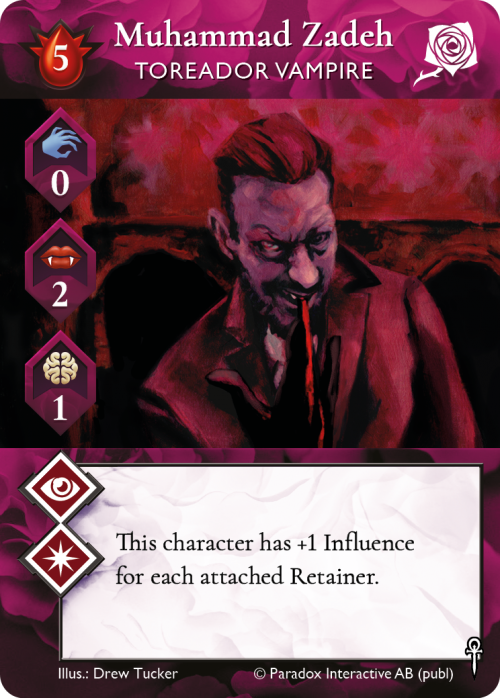 5
Muhammad Zadeh
TOREADOR VAMPIRE
0
2
1
This character has +1 Influence
for each attached Retainer.
Illus.: Drew Tucker © Paradox Interactive AB (publ)